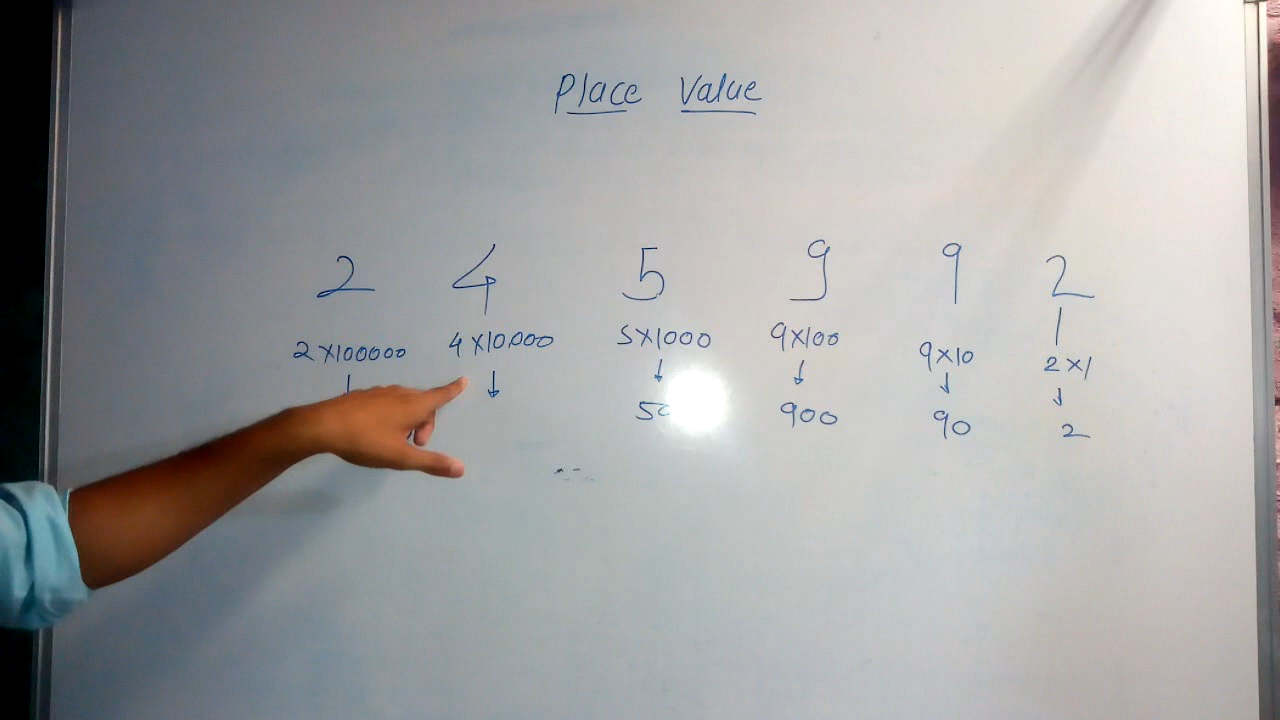 Place Value
2 4 5 9 9 2
2×100000 4×10,000 5×1000 9×100 9×10 2×1
900 90 2